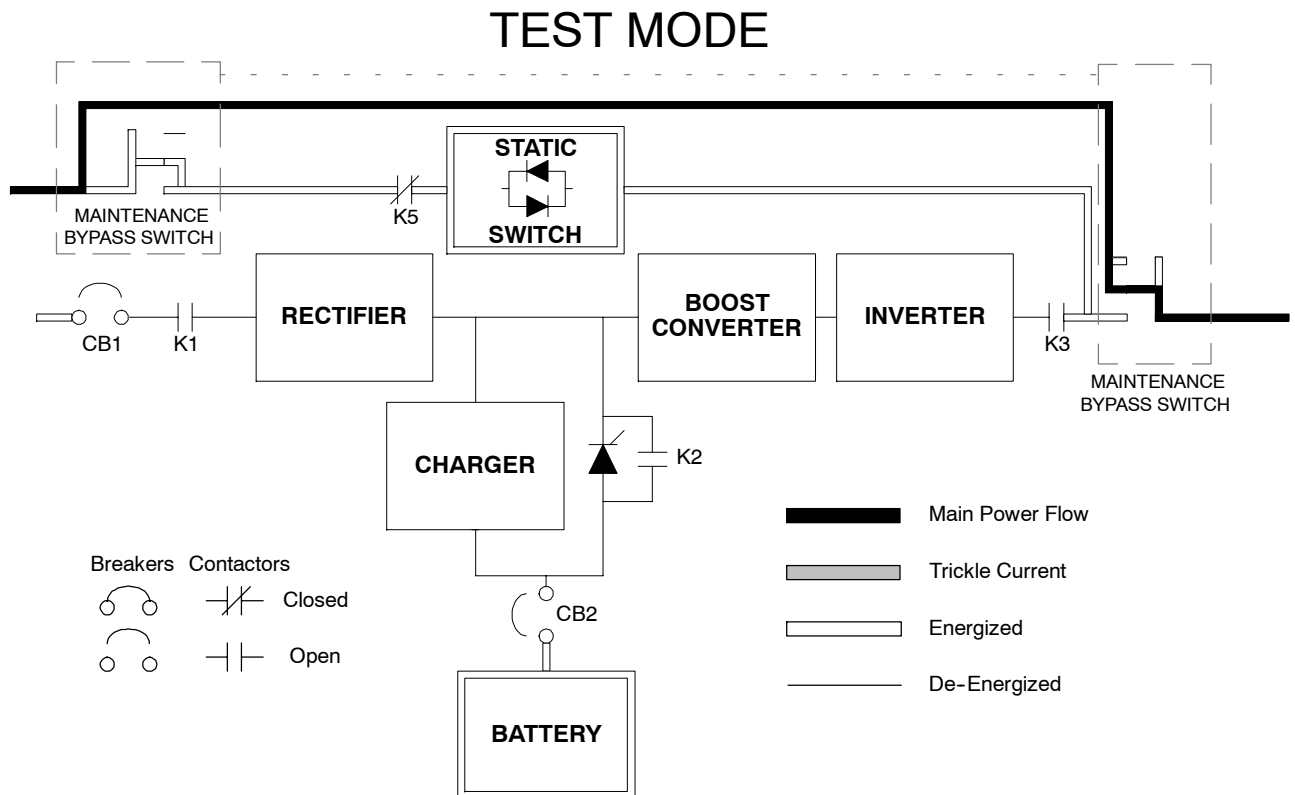 TEST MODE
STATIC
SWITCH
K5
MAINTENANCE
BYPASS SWITCH
CB1
K1
RECTIFIER
BOOST
CONVERTER
INVERTER
K3
MAINTENANCE
BYPASS SWITCH
CHARGER
K2
Main Power Flow
Trickle Current
Energized
De-Energized
Breakers Contactors
Closed
Open
CB2
BATTERY